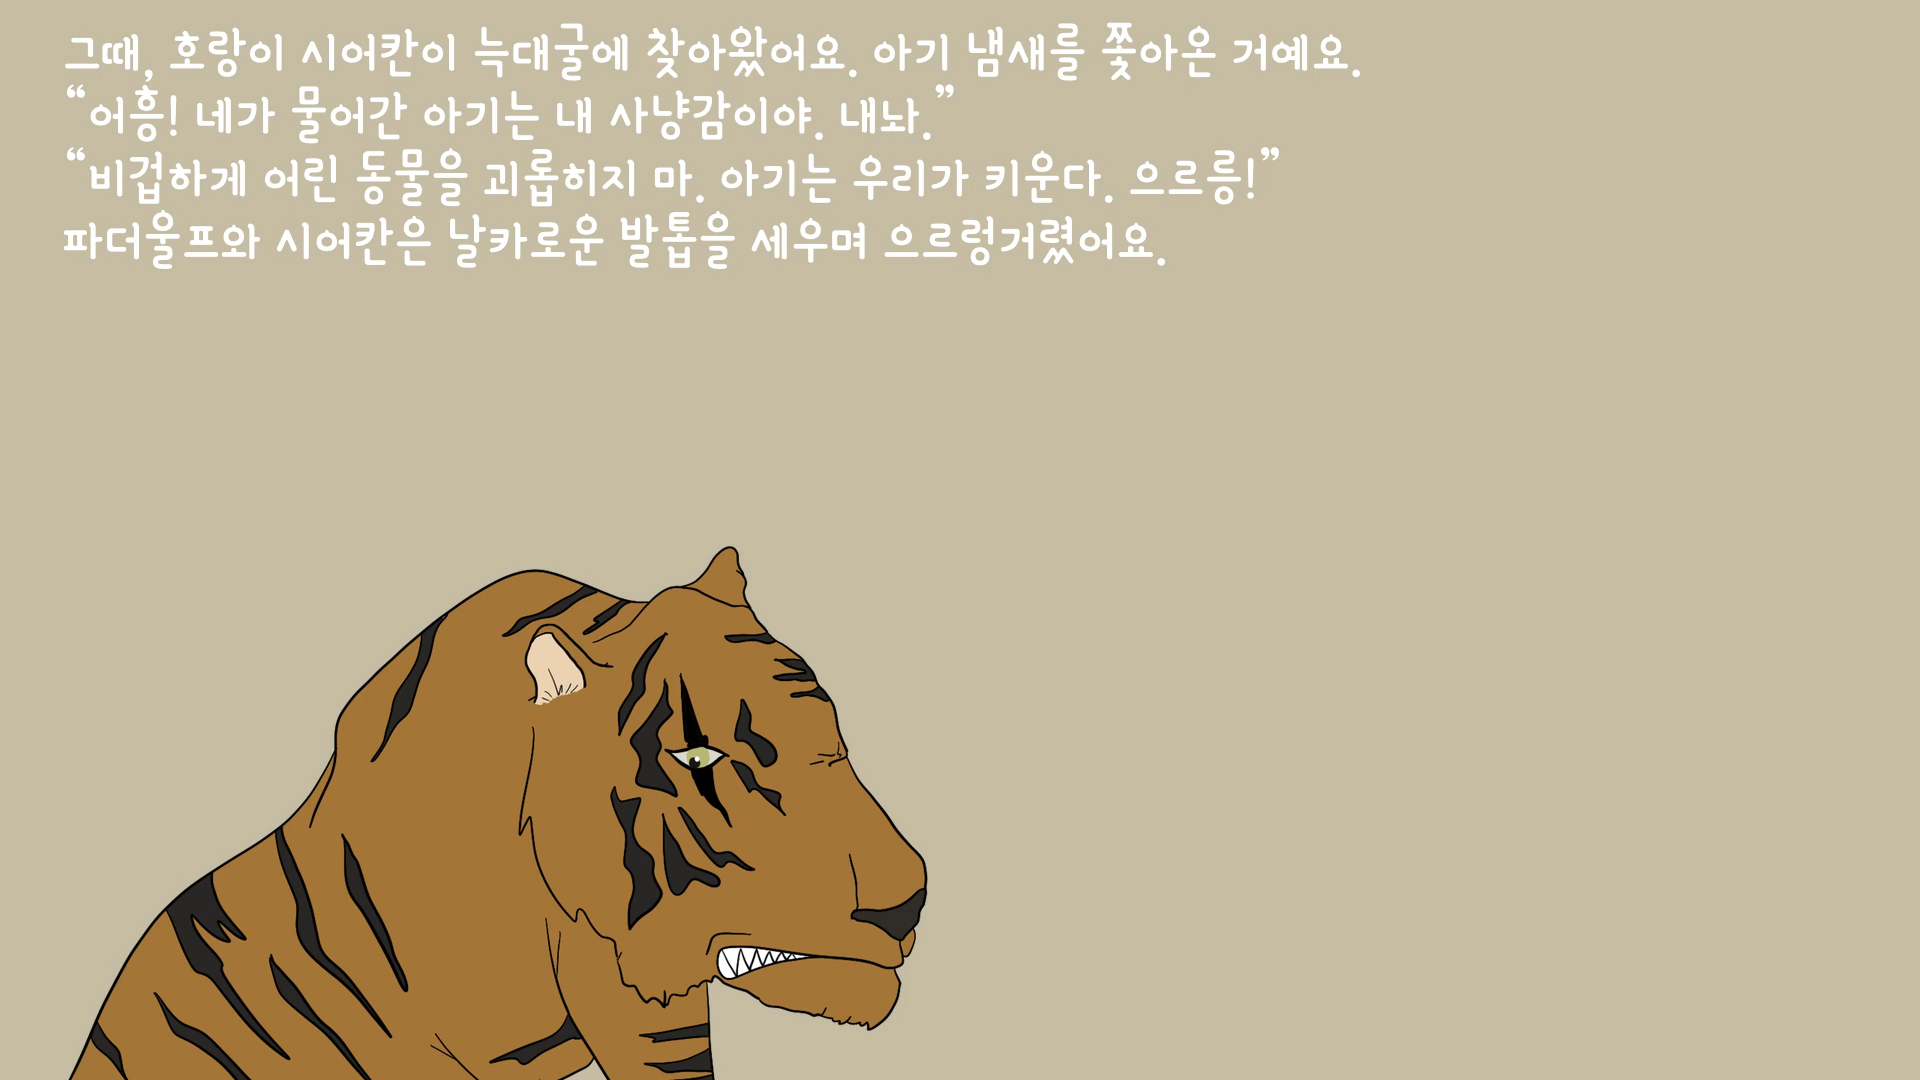 그때, 호랑이 시어칸이 늑대굴에 찾아왔어요. 아기 냄새를 쫓아온 거예요.
“어흥! 네가 물어간 아기는 내 사냥감이야. 내놔.”
“비겁하게 어린 동물을 괴롭히지 마. 아기는 우리가 키운다. 으르릉!”
파더울프와 시어칸은 날카로운 발톱을 세우며 으르렁거렸어요.